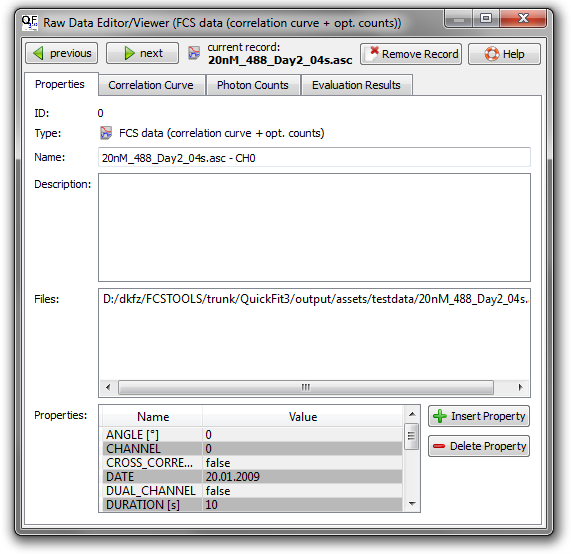 QF
Raw Data Editor/Viewer (FCS data (correlation curve + opt. counts))
previous next current record: Remove Record Help
20nM_488_Day2_04s.asc
Properties Correlation Curve Photon Counts Evaluation Results
ID: 0
Type: FCS data (correlation curve + opt. counts)
Name: 20nM_488_Day2_04s.asc - CH0
Description:
Files: D:/dkfz/FCSTOOLS/trunk/QuickFit3/output/assets/testdata/20nM_488_Day2_04s.
Properties: Name Value Insert Property
ANGLE [°] 0
CHANNEL 0 Delete Property
CROSS_CORRE... false
DATE 20.01.2009
DUAL_CHANNEL false
DURATION [s] 10